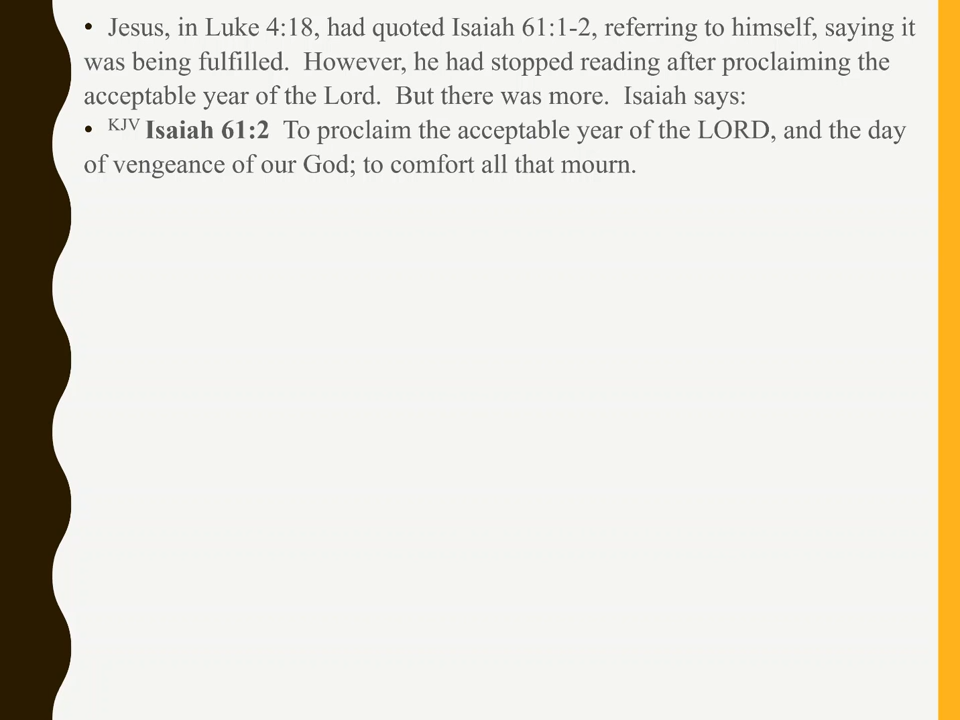 • Jesus, in Luke 4:18, had quoted Isaiah 61:1-2, referring to himself, saying it
was being fulfilled.  However, he had stopped reading after proclaiming the
acceptable year of the Lord.  But there was more.  Isaiah says:
• KJV Isaiah 61:2  To proclaim the acceptable year of the LORD, and the day
of vengeance of our God; to comfort all that mourn.